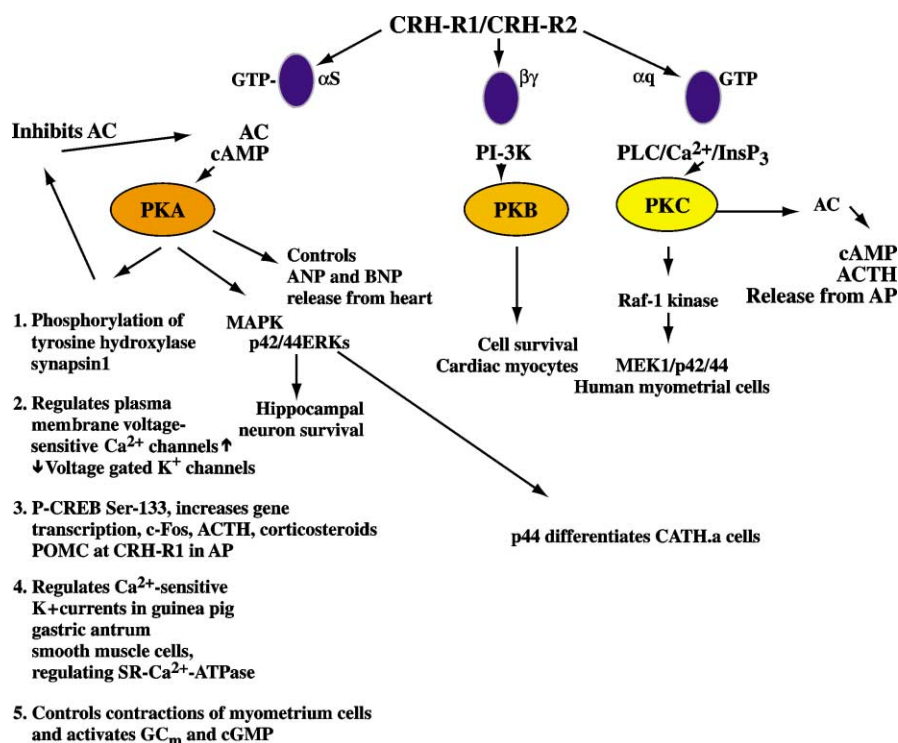 CRH-R1/CRH-R2
GTP-
αS
βγ
αq
GTP
Inhibits AC
AC
cAMP
PI-3K
PLC/Ca²⁺/InsP₃
PKA
PKB
PKC
AC
cAMP
ACTH
Release from AP
Controls
ANP and BNP
release from heart
Raf-1 kinase
MAPK
p42/44ERKs
Cell survival
Cardiac myocytes
MEK1/p42/44
Human myometrial cells
Hippocampal
neuron survival
p44 differentiates CATH.a cells
1. Phosphorylation of
tyrosine hydroxylase
synapsin1
2. Regulates plasma
membrane voltage-
sensitive Ca²⁺ channels↑
↓Voltage gated K⁺ channels
3. P-CREB Ser-133, increases gene
transcription, c-Fos, ACTH, corticosteroids
POMC at CRH-R1 in AP
4. Regulates Ca²⁺-sensitive
K+currents in guinea pig
gastric antrum
smooth muscle cells,
regulating SR-Ca²⁺-ATPase
5. Controls contractions of myometrium cells
and activates GCₘ and cGMP